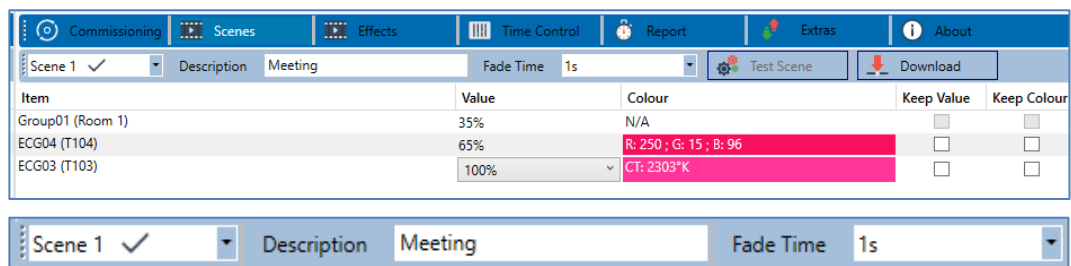 Commissioning Scenes Effects Time Control Report Extras About
Scene 1 Description Meeting Fade Time 1s Test Scene Download
Item Value Colour Keep Value Keep Colour
Group01 (Room 1) 35% N/A
ECG04 (T104) 65% R: 250 ; G: 15 ; B: 96
ECG03 (T103) 100% CT: 2303°K
Scene 1 Description Meeting Fade Time 1s